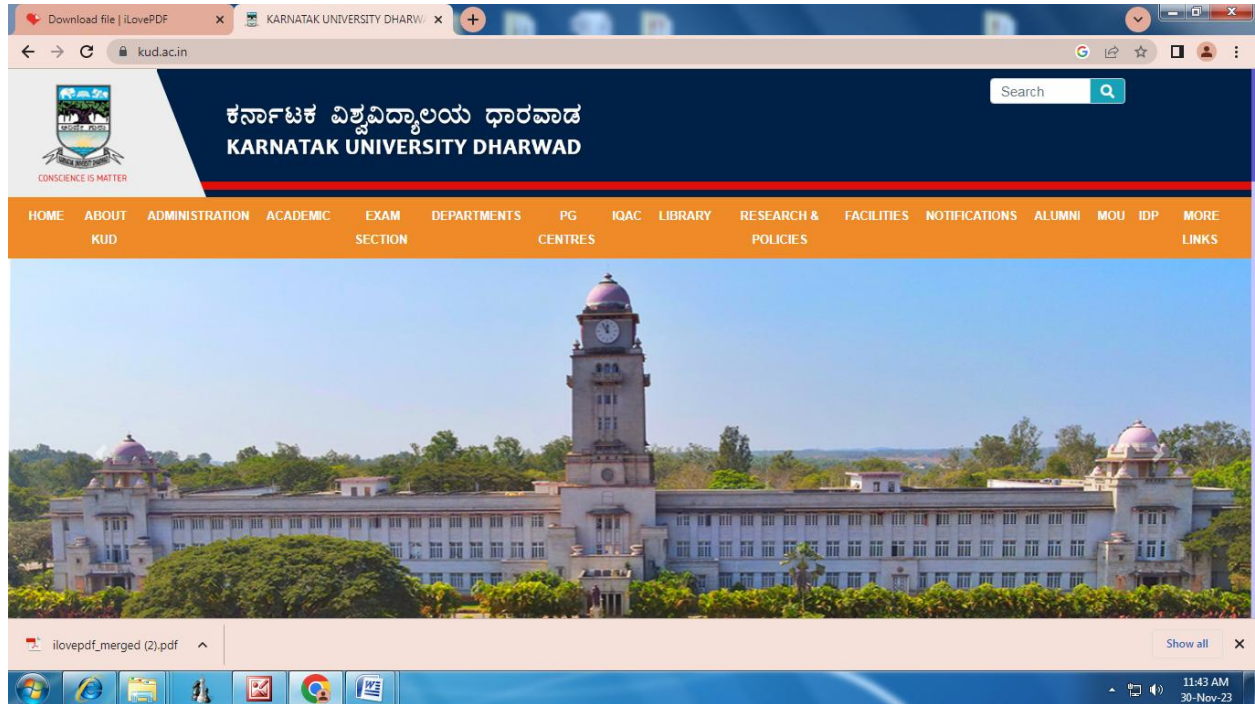 Download file | iLovePDF
KARNATAK UNIVERSITY DHARW
kud.ac.in
ಕರ್ನಾಟಕ ವಿಶ್ವವಿದ್ಯಾಲಯ ಧಾರವಾಡ
Search
KARNATAK UNIVERSITY DHARWAD
CONSCIENCE IS MATTER
HOME ABOUT KUD ADMINISTRATION ACADEMIC EXAM SECTION DEPARTMENTS PG CENTRES IQAC LIBRARY RESEARCH & POLICIES FACILITIES NOTIFICATIONS ALUMNI MOU IDP MORE LINKS
ilovepdf_merged (2).pdf
Show all
11:43 AM
30-Nov-23